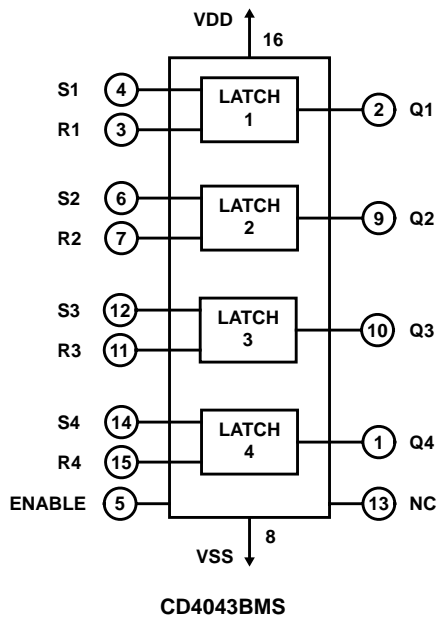 VDD
16
S1 4 LATCH 1 2 Q1
R1 3
S2 6 LATCH 2 9 Q2
R2 7
S3 12 LATCH 3 10 Q3
R3 11
S4 14 LATCH 4 1 Q4
R4 15
ENABLE 5 13 NC
8
VSS
CD4043BMS